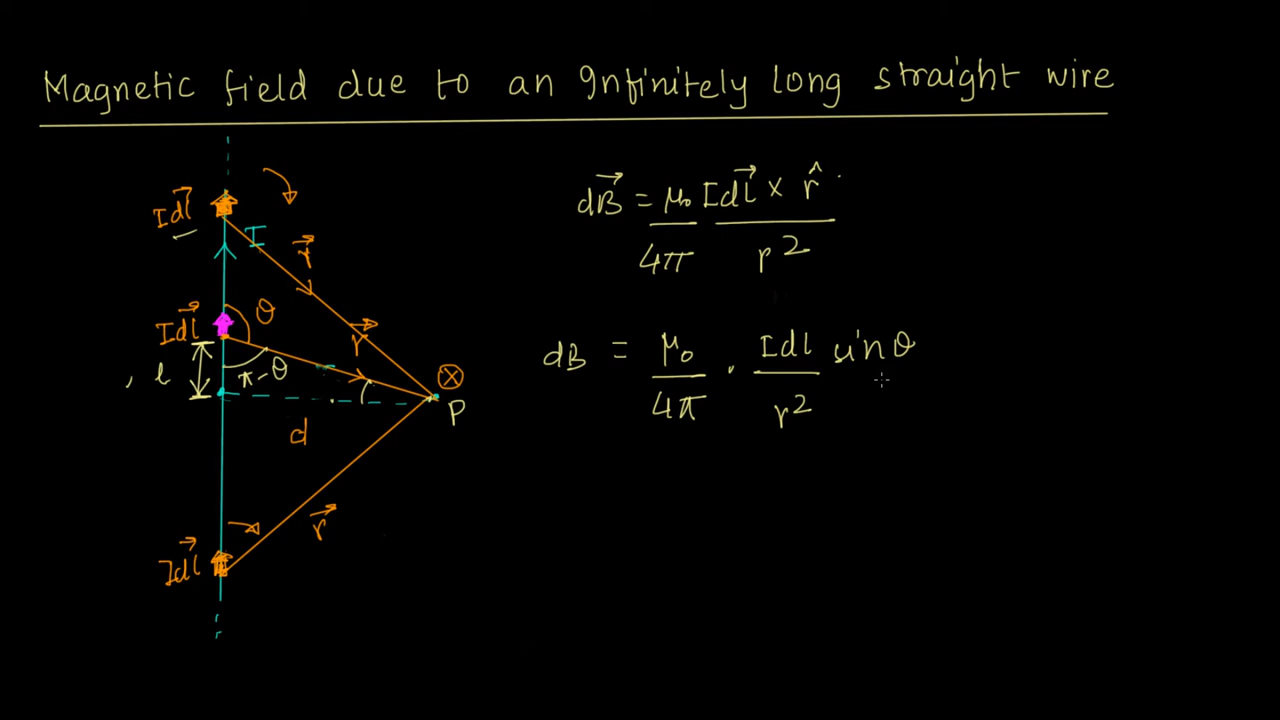 Magnetic field due to an Infinitely long straight wire
Idl⃗
I
r⃗
dB⃗ = μ₀/4π Idl⃗ × r̂ / r²
Idl⃗
θ
r⃗
dB = μ₀/4π · Idl/r² sinθ
, l
π-θ
⊗
P
d
r⃗
Idl⃗